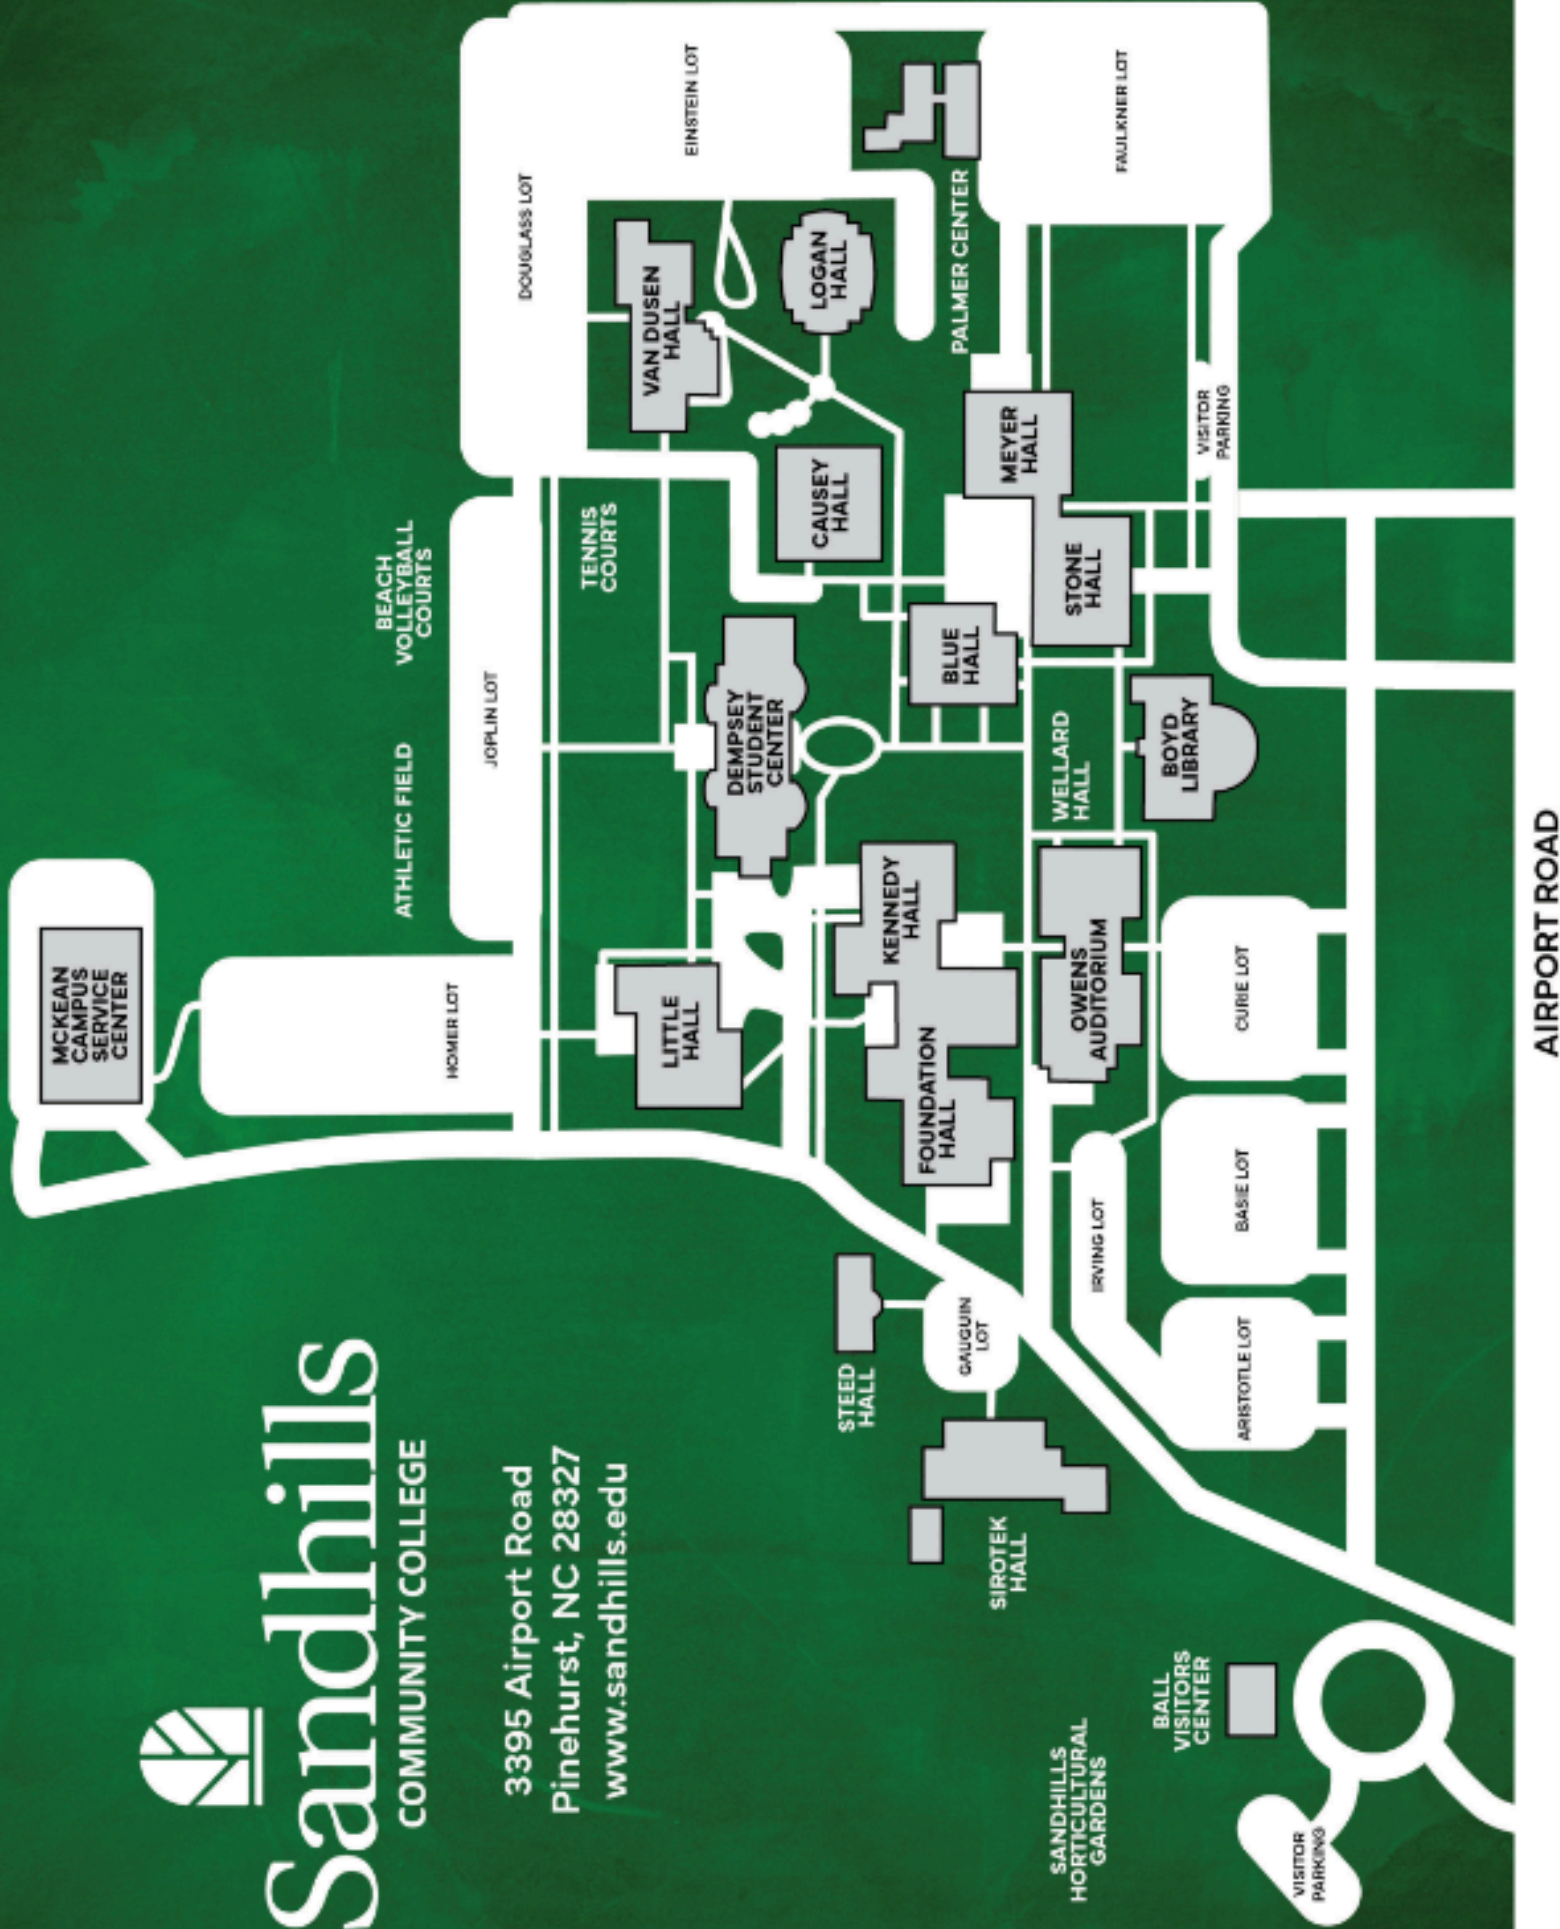 Sandhills
COMMUNITY COLLEGE
3395 Airport Road
Pinehurst, NC 28327
www.sandhills.edu
MCKEAN
CAMPUS
SERVICE
CENTER
HOMER LOT
ATHLETIC FIELD
BEACH
VOLLEYBALL
COURTS
JOPLIN LOT
DOUGLASS LOT
TENNIS
COURTS
EINSTEIN LOT
VAN DUSEN
HALL
LITTLE
HALL
DEMPSEY
STUDENT
CENTER
CAUSEY
HALL
LOGAN
HALL
STEED
HALL
KENNEDY
HALL
FOUNDATION
HALL
BLUE
HALL
PALMER CENTER
GAUGUIN
LOT
MEYER
HALL
SIROTEK
HALL
WELLARD
HALL
STONE
HALL
OWENS
AUDITORIUM
FAULKNER LOT
IRVING LOT
BOYD
LIBRARY
SANDHILLS
HORTICULTURAL
GARDENS
BALL
VISITORS
CENTER
VISITOR
PARKING
ARISTOTLE LOT
BASIE LOT
CURIE LOT
VISITOR
PARKING
AIRPORT ROAD